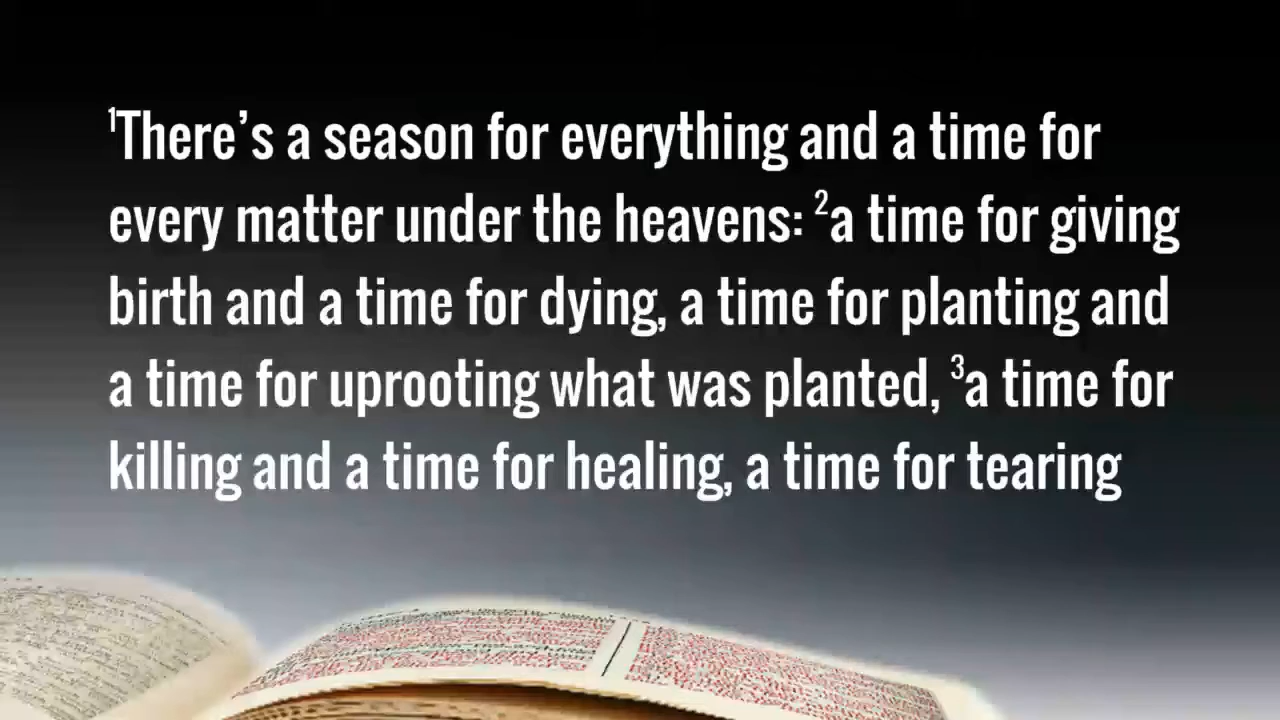 ¹There’s a season for everything and a time for
every matter under the heavens: ²a time for giving
birth and a time for dying, a time for planting and
a time for uprooting what was planted, ³a time for
killing and a time for healing, a time for tearing